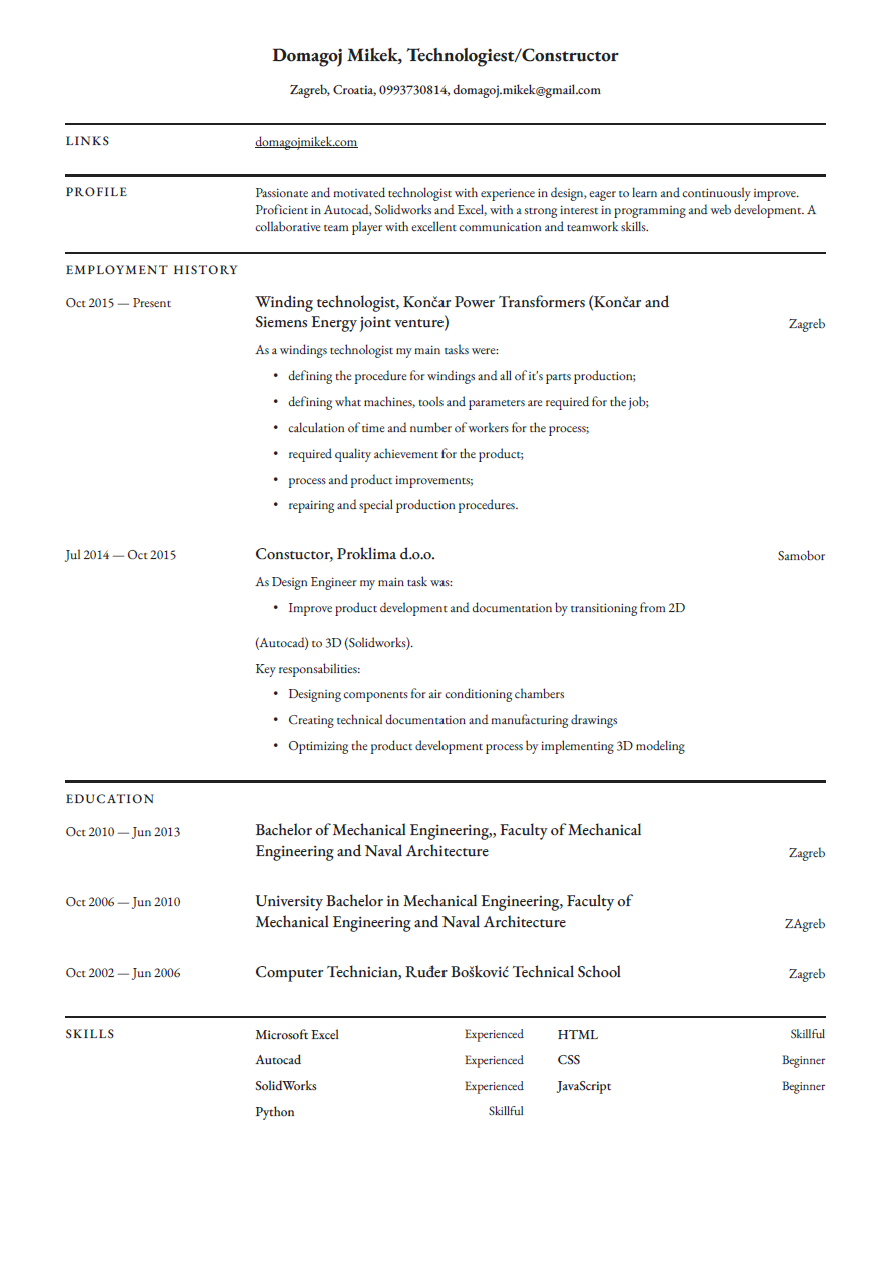 Domagoj Mikek, Technologiest/Constructor
Zagreb, Croatia, 0993730814, domagoj.mikek@gmail.com
LINKS
domagojmikek.com
PROFILE
Passionate and motivated technologist with experience in design, eager to learn and continuously improve.
Proficient in Autocad, Solidworks and Excel, with a strong interest in programming and web development. A
collaborative team player with excellent communication and teamwork skills.
EMPLOYMENT HISTORY
Oct 2015 — Present
Winding technologist, Končar Power Transformers (Končar and
Siemens Energy joint venture)
Zagreb
As a windings technologist my main tasks were:
• defining the procedure for windings and all of it's parts production;
• defining what machines, tools and parameters are required for the job;
• calculation of time and number of workers for the process;
• required quality achievement for the product;
• process and product improvements;
• repairing and special production procedures.
Jul 2014 — Oct 2015
Constuctor, Proklima d.o.o.
Samobor
As Design Engineer my main task was:
• Improve product development and documentation by transitioning from 2D
(Autocad) to 3D (Solidworks).
Key responsabilities:
• Designing components for air conditioning chambers
• Creating technical documentation and manufacturing drawings
• Optimizing the product development process by implementing 3D modeling
EDUCATION
Oct 2010 — Jun 2013
Bachelor of Mechanical Engineering,, Faculty of Mechanical
Engineering and Naval Architecture
Zagreb
Oct 2006 — Jun 2010
University Bachelor in Mechanical Engineering, Faculty of
Mechanical Engineering and Naval Architecture
ZAgreb
Oct 2002 — Jun 2006
Computer Technician, Ruđer Bošković Technical School
Zagreb
SKILLS
Microsoft Excel Experienced HTML Skillful
Autocad Experienced CSS Beginner
SolidWorks Experienced JavaScript Beginner
Python Skillful